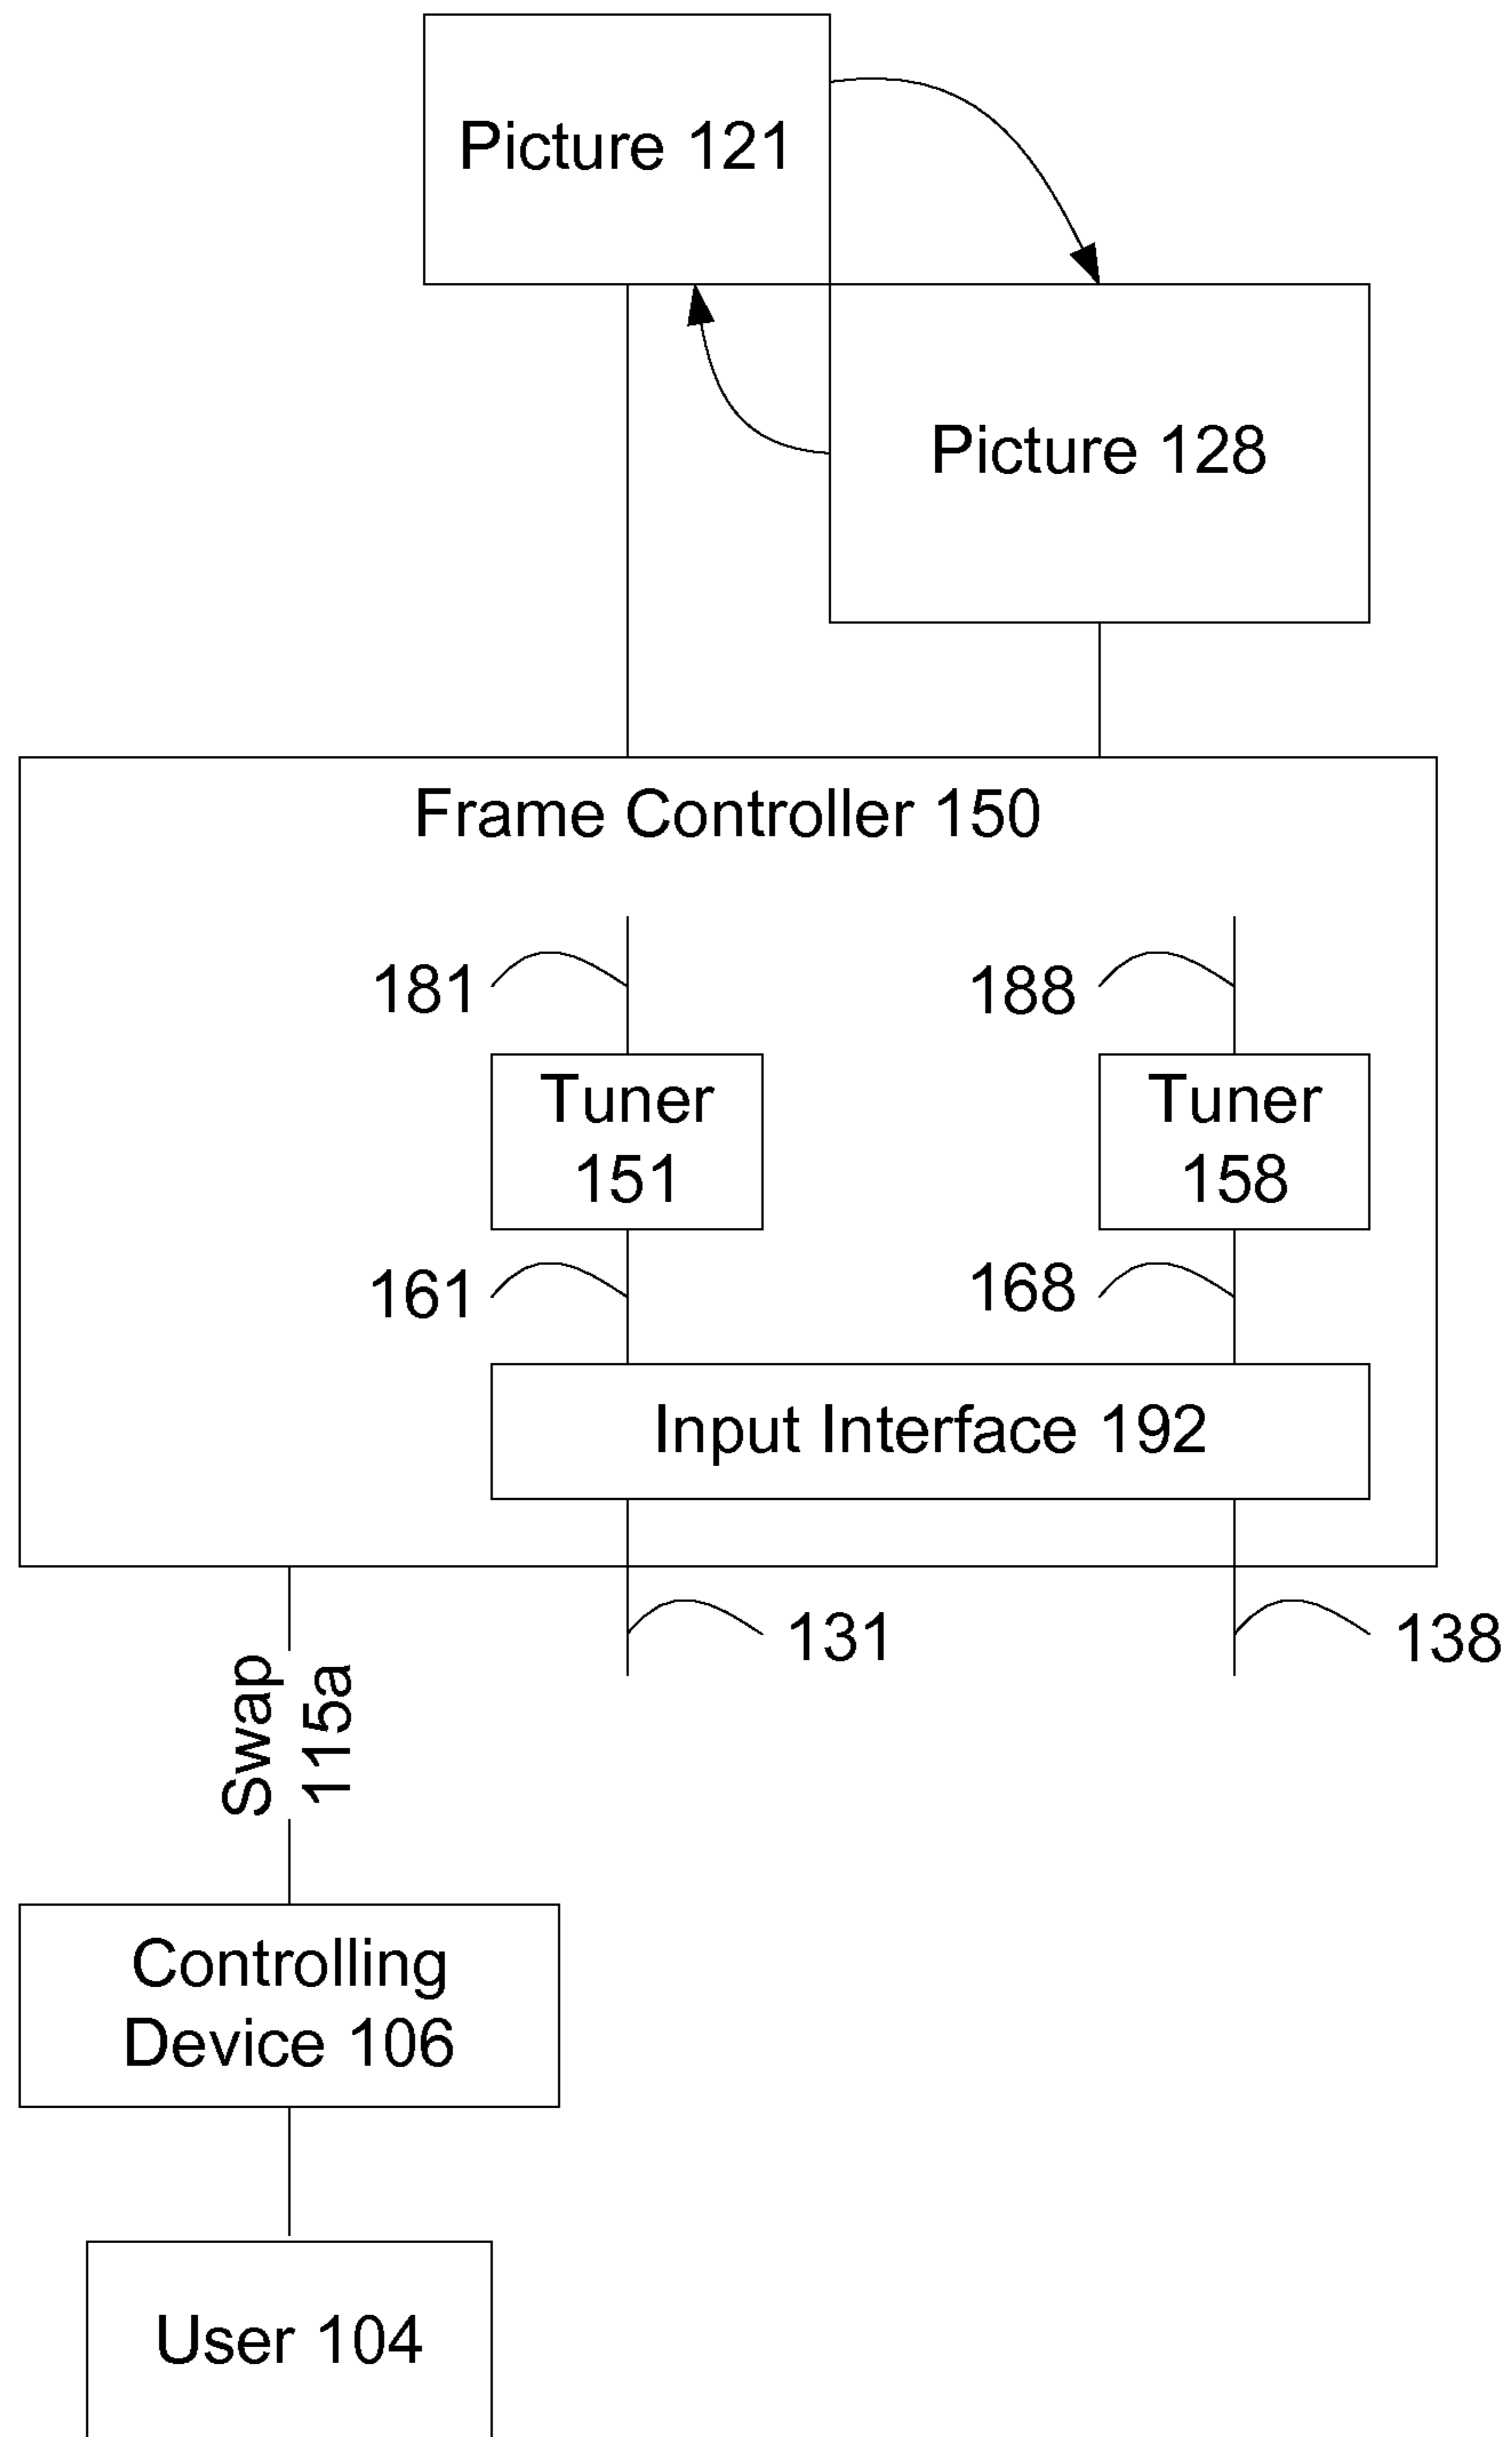 Picture 121
Picture 128
Frame Controller 150
181
188
Tuner
151
Tuner
158
161
168
Input Interface 192
131
138
Swap
115a
Controlling
Device 106
User 104